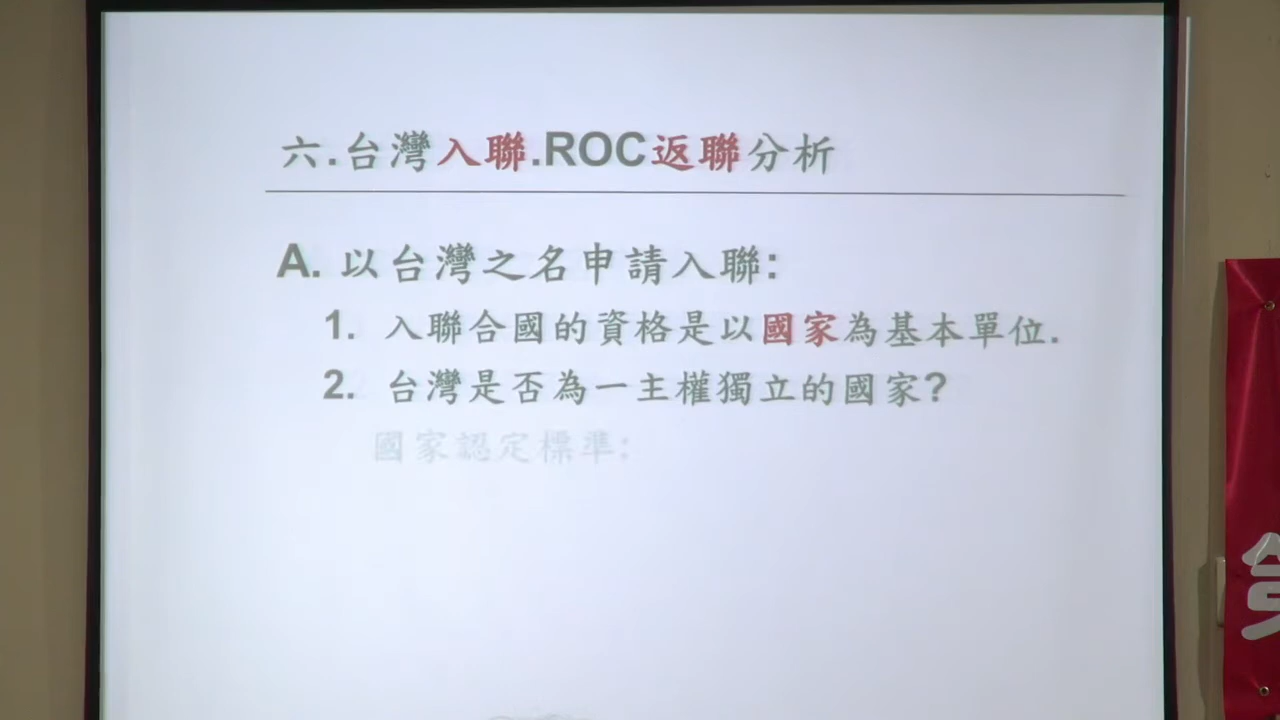 六.台灣入聯.ROC返聯分析
A. 以台灣之名申請入聯:
1. 入聯合國的資格是以國家為基本單位.
2. 台灣是否為一主權獨立的國家?
國家認定標準: